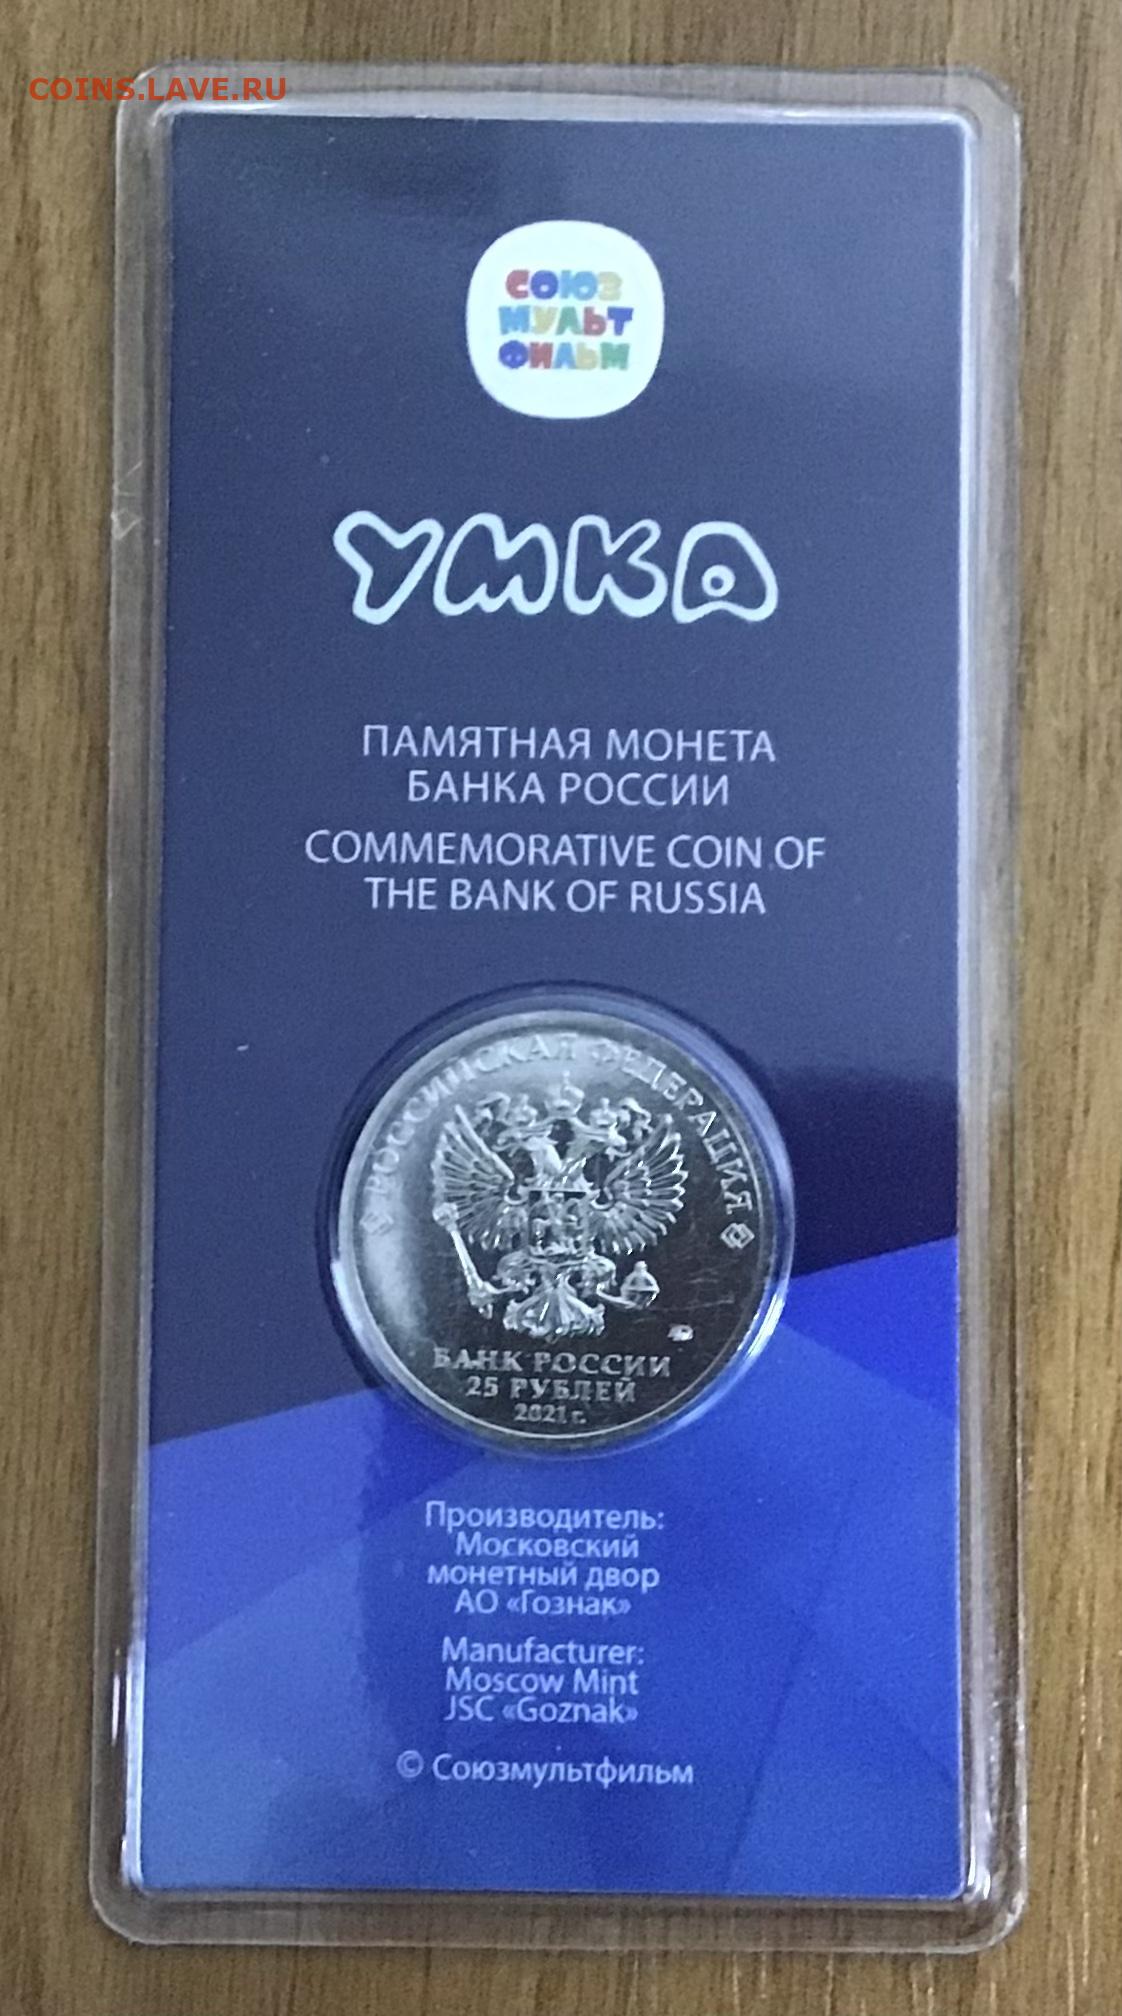 COINS.LAVE.RU
СОЮЗ
МУЛЬТ
ФИЛЬМ
УМКА
ПАМЯТНАЯ МОНЕТА
БАНКА РОССИИ
COMMEMORATIVE COIN OF
THE BANK OF RUSSIA
РОССИЙСКАЯ ФЕДЕРАЦИЯ
БАНК РОССИИ
25 РУБЛЕЙ
2021 г.
Производитель:
Московский
монетный двор
АО «Гознак»
Manufacturer:
Moscow Mint
JSC «Goznak»
© Союзмультфильм